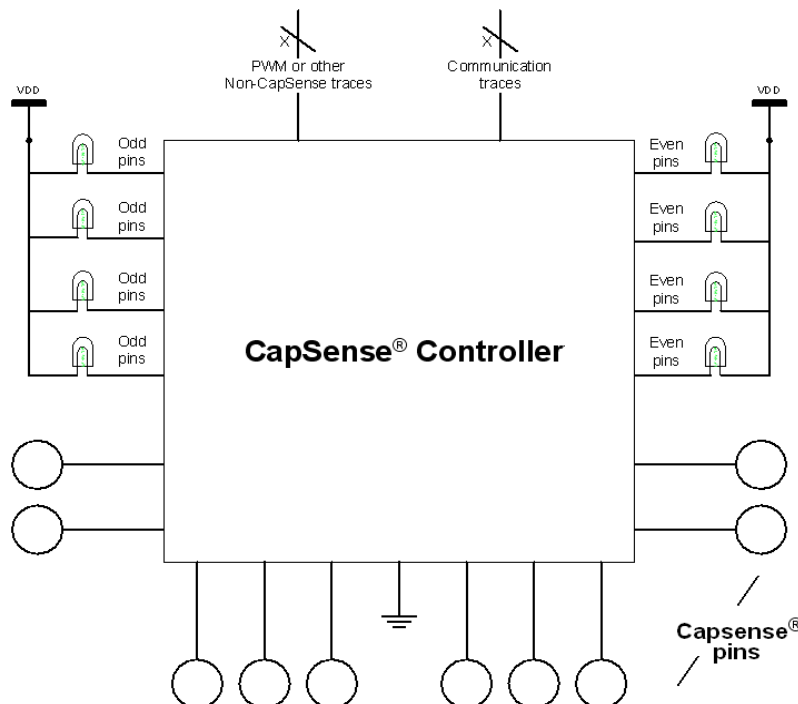 X
X
PWM or other
Non-CapSense traces
Communication
traces
VDD
VDD
Odd
pins
Even
pins
Odd
pins
Even
pins
Odd
pins
Even
pins
Odd
pins
Even
pins
CapSense® Controller
Capsense®
pins